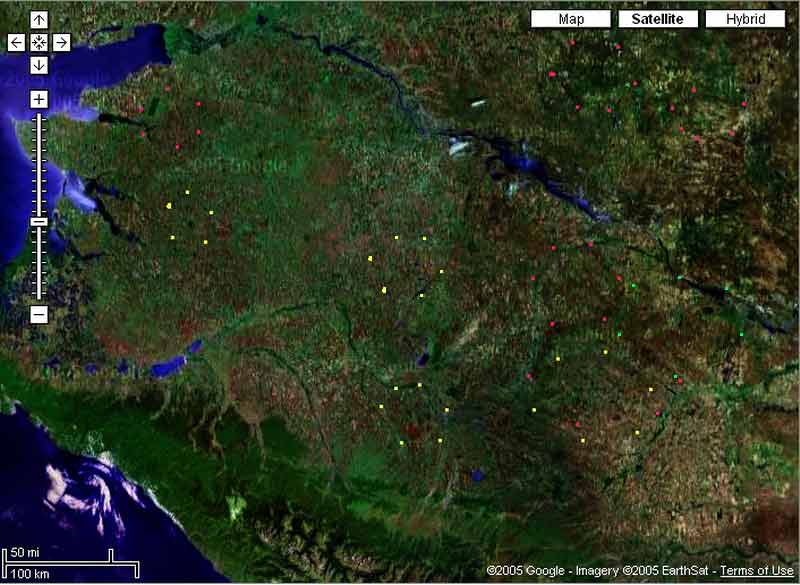 Map
Satellite
Hybrid
50 mi
100 km
©2005 Google - Imagery ©2005 EarthSat - Terms of Use